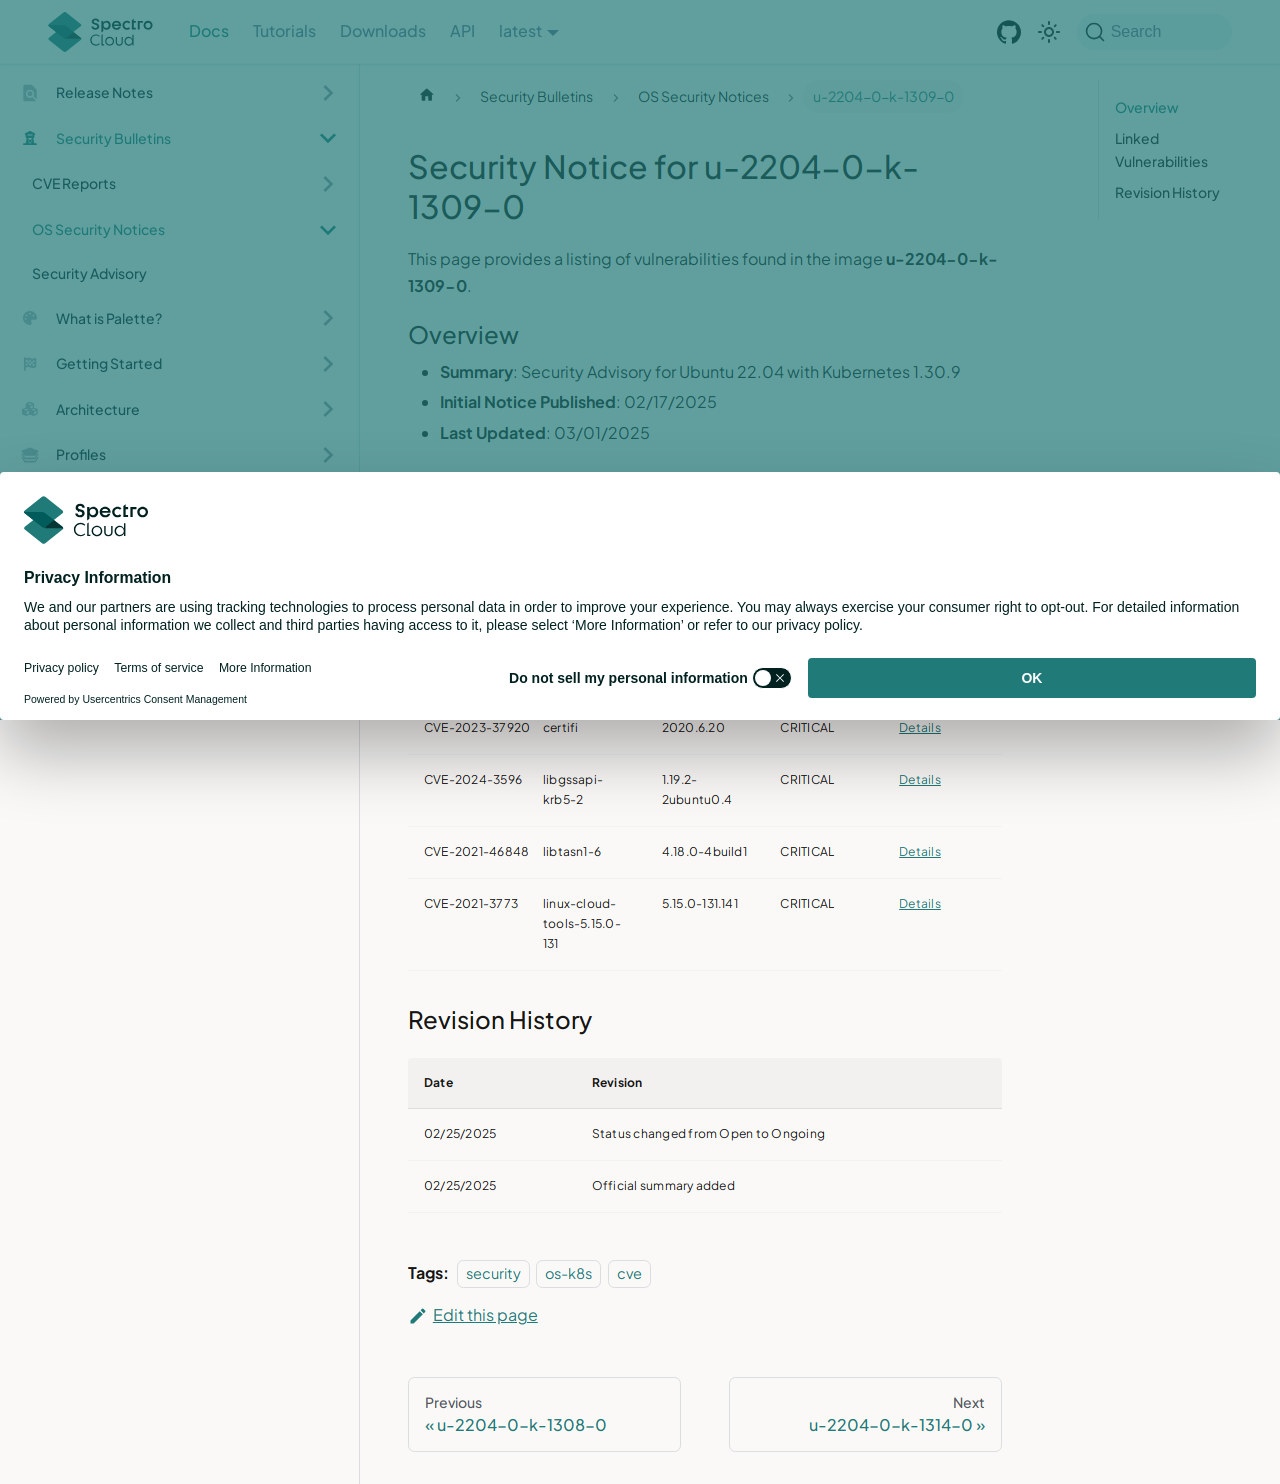 Spectro Cloud
Docs
Tutorials
Downloads
API
latest
Search
Release Notes
Security Bulletins
CVE Reports
OS Security Notices
Security Advisory
What is Palette?
Getting Started
Architecture
Profiles
Security Bulletins
OS Security Notices
u-2204-0-k-1309-0
Overview
Linked
Vulnerabilities
Revision History
Security Notice for u-2204-0-k-
1309-0
This page provides a listing of vulnerabilities found in the image u-2204-0-k-
1309-0.
Overview
Summary: Security Advisory for Ubuntu 22.04 with Kubernetes 1.30.9
Initial Notice Published: 02/17/2025
Last Updated: 03/01/2025
Spectro
Cloud
Privacy Information
We and our partners are using tracking technologies to process personal data in order to improve your experience. You may always exercise your consumer right to opt-out. For detailed information
about personal information we collect and third parties having access to it, please select ‘More Information’ or refer to our privacy policy.
Privacy policy
Terms of service
More Information
Powered by Usercentrics Consent Management
Do not sell my personal information
OK
CVE-2023-37920 certifi 2020.6.20 CRITICAL Details
CVE-2024-3596 libgssapi- 1.19.2- CRITICAL Details
krb5-2 2ubuntu0.4
CVE-2021-46848 libtasn1-6 4.18.0-4build1 CRITICAL Details
CVE-2021-3773 linux-cloud- 5.15.0-131.141 CRITICAL Details
tools-5.15.0-
131
Revision History
Date Revision
02/25/2025 Status changed from Open to Ongoing
02/25/2025 Official summary added
Tags: security os-k8s cve
Edit this page
Previous
« u-2204-0-k-1308-0
Next
u-2204-0-k-1314-0 »